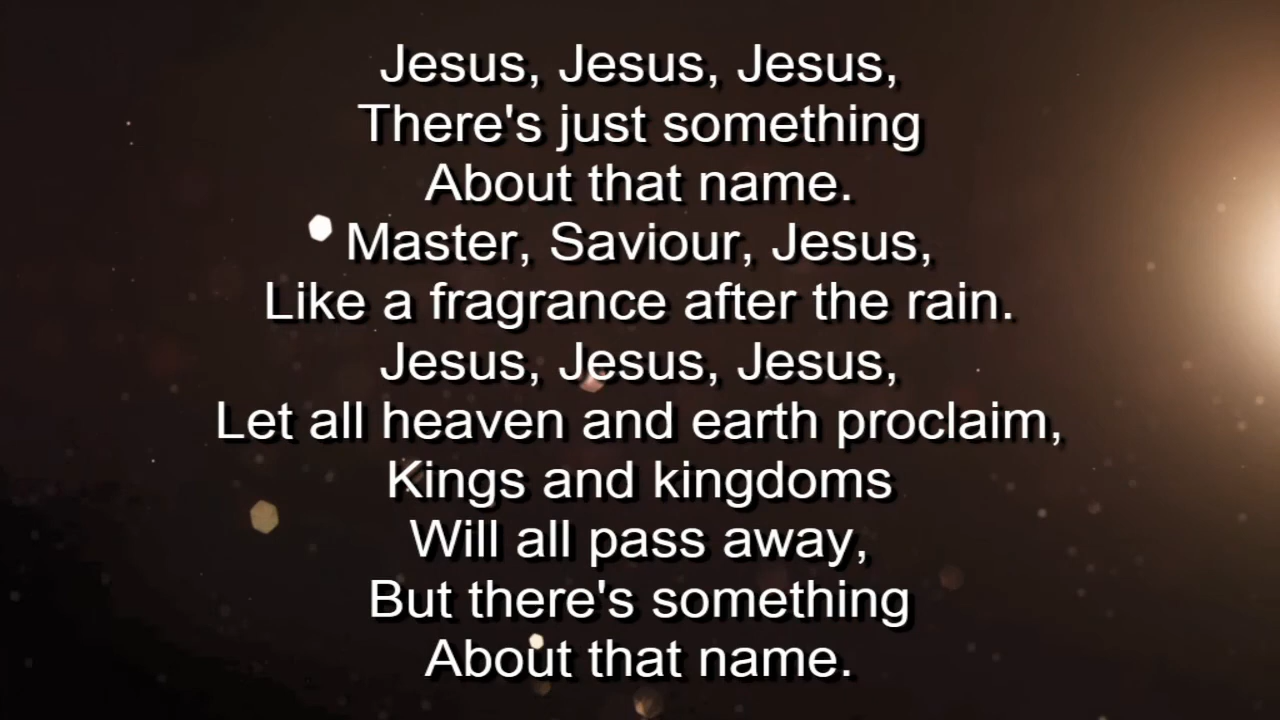 Jesus, Jesus, Jesus,
There's just something
About that name.
Master, Saviour, Jesus,
Like a fragrance after the rain.
Jesus, Jesus, Jesus,
Let all heaven and earth proclaim,
Kings and kingdoms
Will all pass away,
But there's something
About that name.